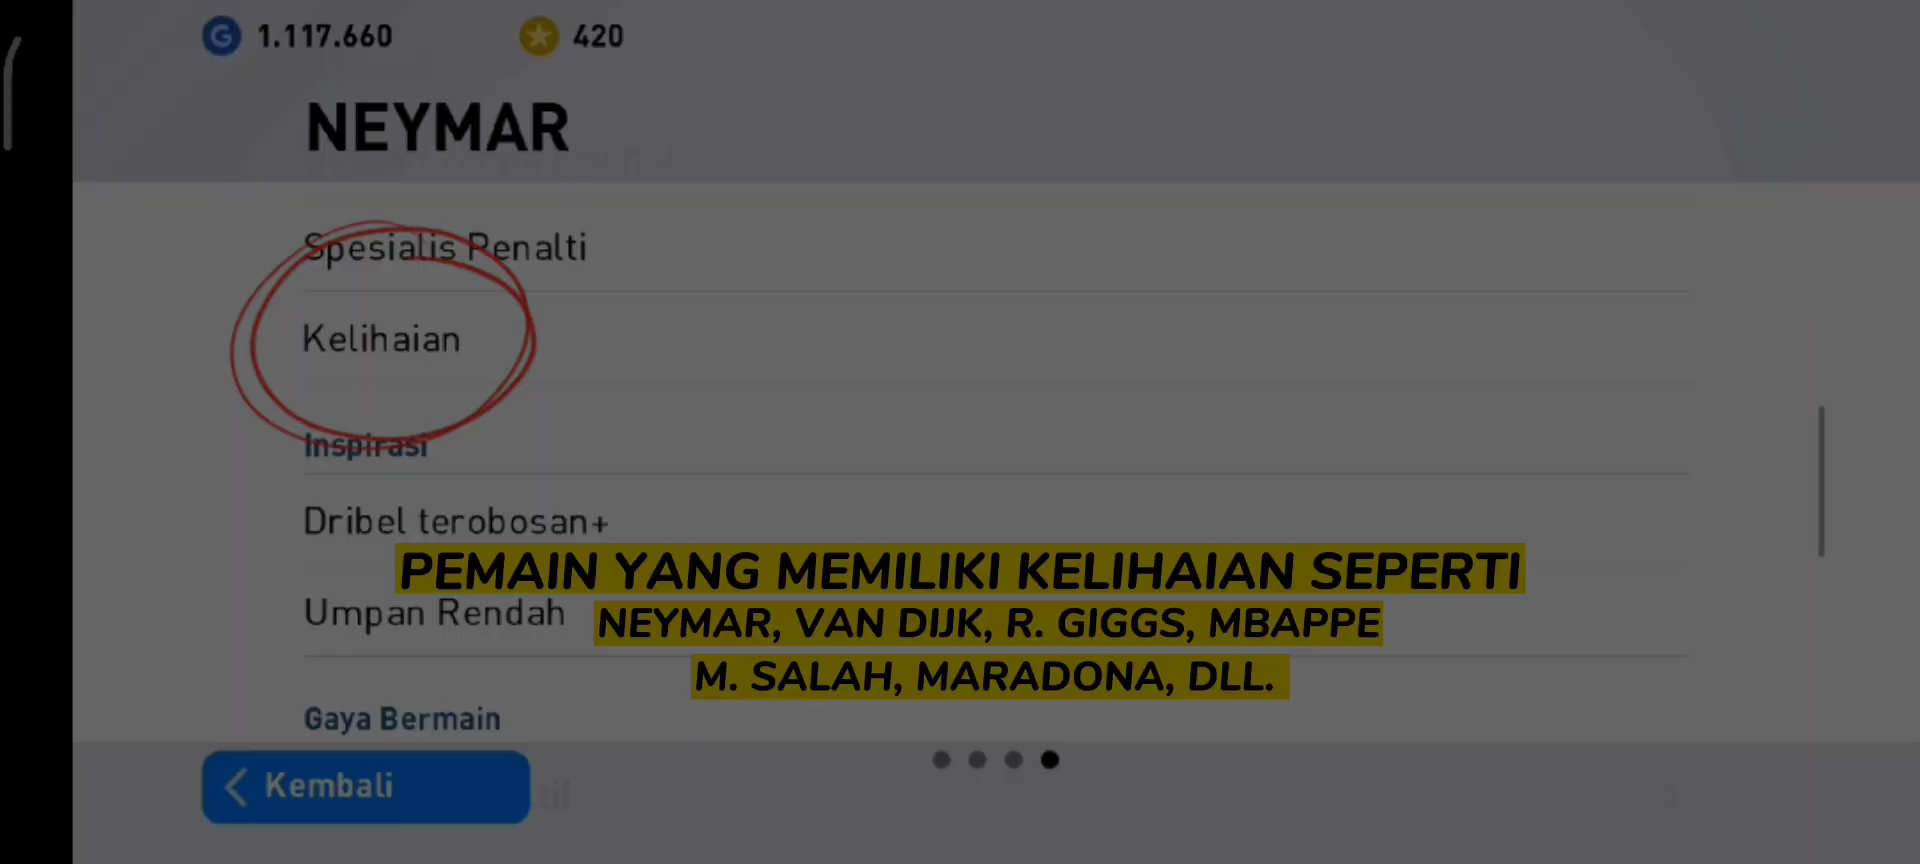 1.117.660
420
NEYMAR
Spesialis Penalti
Kelihaian
Inspirasi
Dribel terobosan+
PEMAIN YANG MEMILIKI KELIHAIAN SEPERTI
Umpan Rendah
NEYMAR, VAN DIJK, R. GIGGS, MBAPPE
M. SALAH, MARADONA, DLL.
Gaya Bermain
Kembali